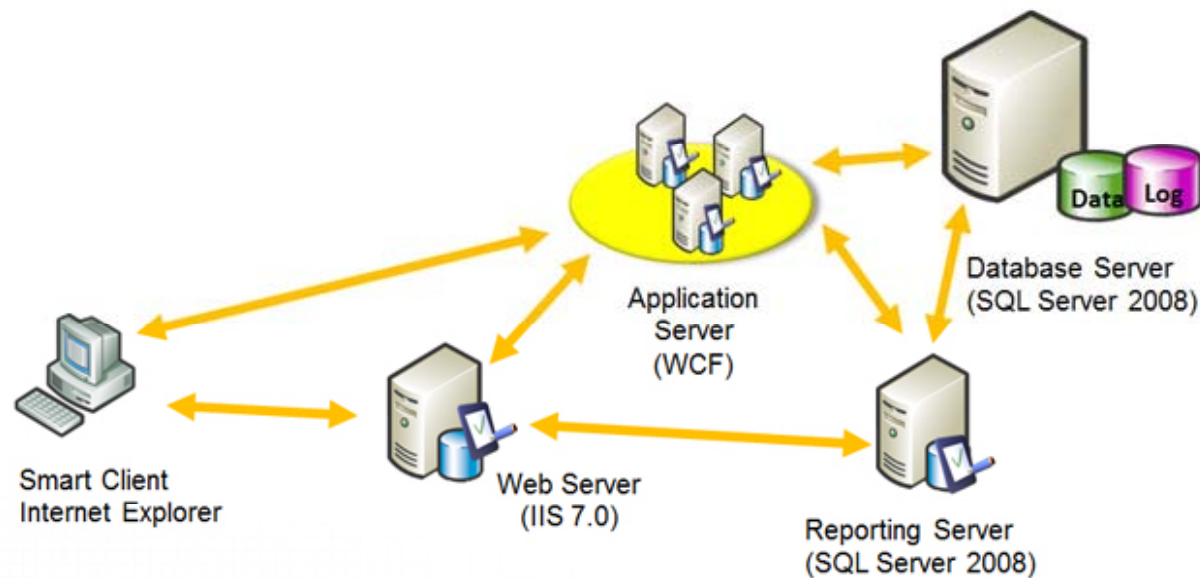 Data
Log
Database Server
(SQL Server 2008)
Application
Server
(WCF)
Smart Client
Internet Explorer
Web Server
(IIS 7.0)
Reporting Server
(SQL Server 2008)